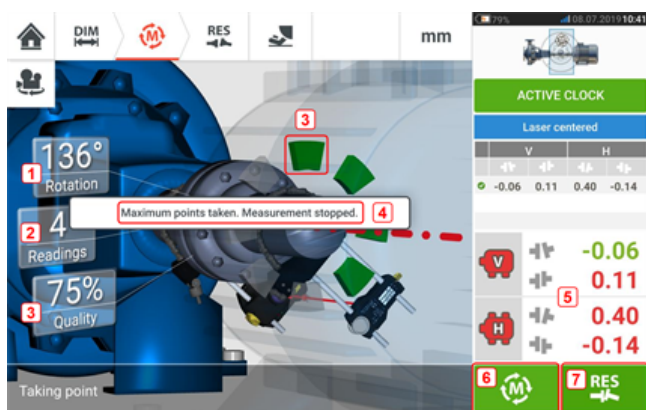 DIM
M
RES
mm
79%
08.07.2019 10:41
ACTIVE CLOCK
Laser centered
V H
-0.06 0.11 0.40 -0.14
3
136°
1
Rotation
Maximum points taken. Measurement stopped.
4
4
2
Readings
75%
3
Quality
V
-0.06
0.11
5
H
0.40
-0.14
Taking point
6
M
7
RES